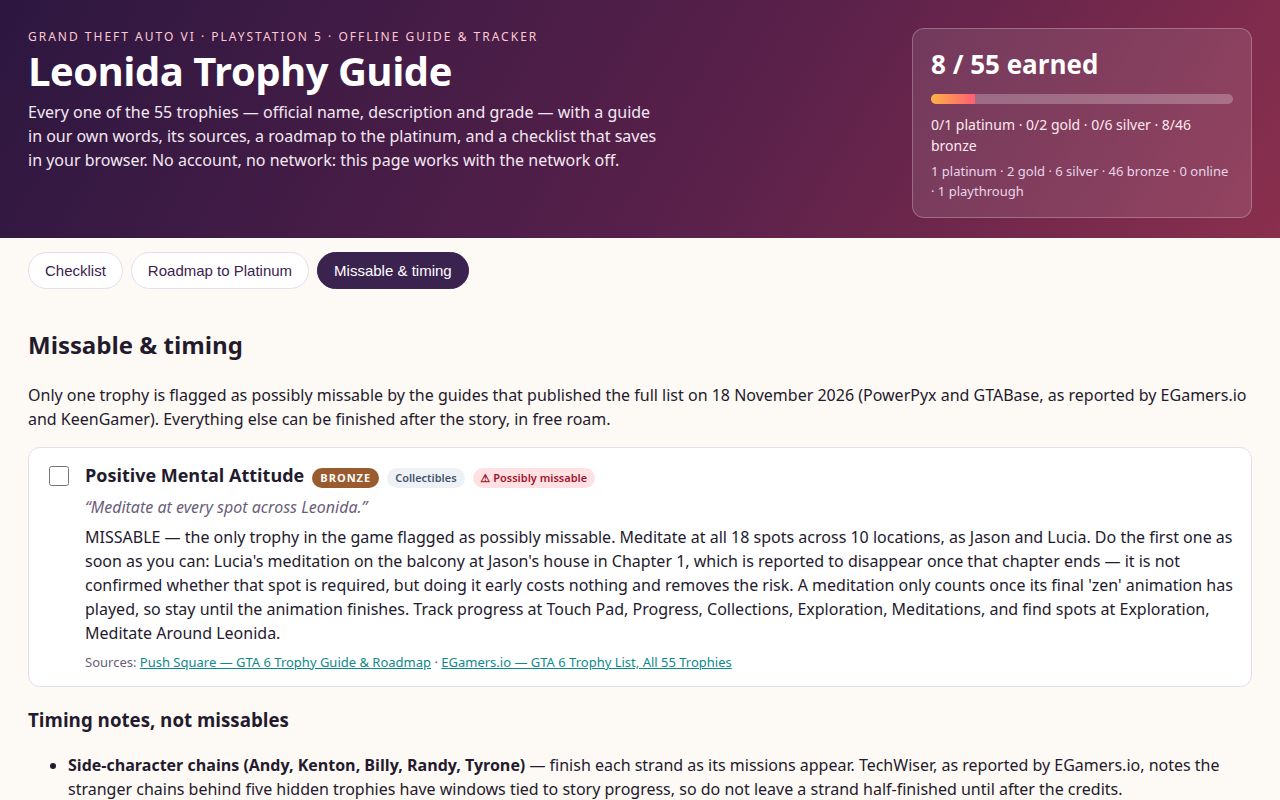 GRAND THEFT AUTO VI · PLAYSTATION 5 · OFFLINE GUIDE & TRACKER
Leonida Trophy Guide
Every one of the 55 trophies — official name, description and grade — with a guide
in our own words, its sources, a roadmap to the platinum, and a checklist that saves
in your browser. No account, no network: this page works with the network off.
8 / 55 earned
0/1 platinum · 0/2 gold · 0/6 silver · 8/46
bronze
1 platinum · 2 gold · 6 silver · 46 bronze · 0 online
· 1 playthrough
Checklist
Roadmap to Platinum
Missable & timing
Missable & timing
Only one trophy is flagged as possibly missable by the guides that published the full list on 18 November 2026 (PowerPyx and GTABase, as reported by EGamers.io
and KeenGamer). Everything else can be finished after the story, in free roam.
Positive Mental Attitude BRONZE Collectibles ⚠ Possibly missable
“Meditate at every spot across Leonida.”
MISSABLE — the only trophy in the game flagged as possibly missable. Meditate at all 18 spots across 10 locations, as Jason and Lucia. Do the first one as
soon as you can: Lucia's meditation on the balcony at Jason's house in Chapter 1, which is reported to disappear once that chapter ends — it is not
confirmed whether that spot is required, but doing it early costs nothing and removes the risk. A meditation only counts once its final 'zen' animation has
played, so stay until the animation finishes. Track progress at Touch Pad, Progress, Collections, Exploration, Meditations, and find spots at Exploration,
Meditate Around Leonida.
Sources: Push Square — GTA 6 Trophy Guide & Roadmap · EGamers.io — GTA 6 Trophy List, All 55 Trophies
Timing notes, not missables
• Side-character chains (Andy, Kenton, Billy, Randy, Tyrone) — finish each strand as its missions appear. TechWiser, as reported by EGamers.io, notes the
stranger chains behind five hidden trophies have windows tied to story progress, so do not leave a strand half-finished until after the credits.